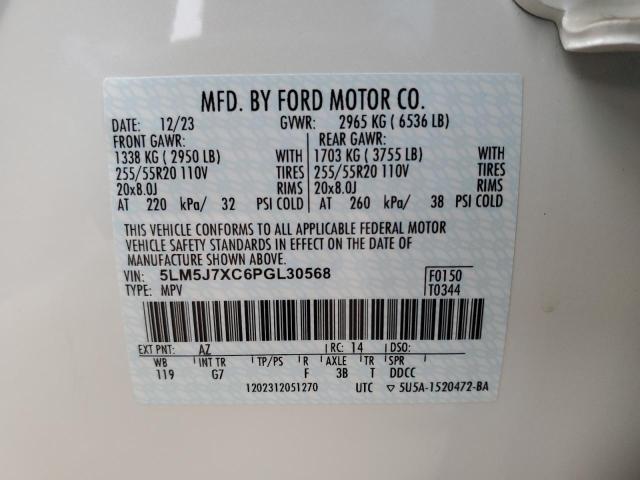 MFD. BY FORD MOTOR CO.
DATE: 12/23 GVWR: 2965 KG ( 6536 LB)
FRONT GAWR: REAR GAWR:
1338 KG ( 2950 LB) WITH 1703 KG ( 3755 LB) WITH
255/55R20 110V TIRES 255/55R20 110V TIRES
20x8.0J RIMS 20x8.0J RIMS
AT 220 kPa/ 32 PSI COLD AT 260 kPa/ 38 PSI COLD
THIS VEHICLE CONFORMS TO ALL APPLICABLE FEDERAL MOTOR
VEHICLE SAFETY STANDARDS IN EFFECT ON THE DATE OF
MANUFACTURE SHOWN ABOVE.
VIN: 5LM5J7XC6PGL30568 F0150
TYPE: MPV T0344
EXT PNT: AZ RC: 14 DSO:
WB INT TR TP/PS R AXLE TR SPR
119 G7 F 3B T DDCC
1202312051270 UTC ▽ 5U5A-1520472-BA